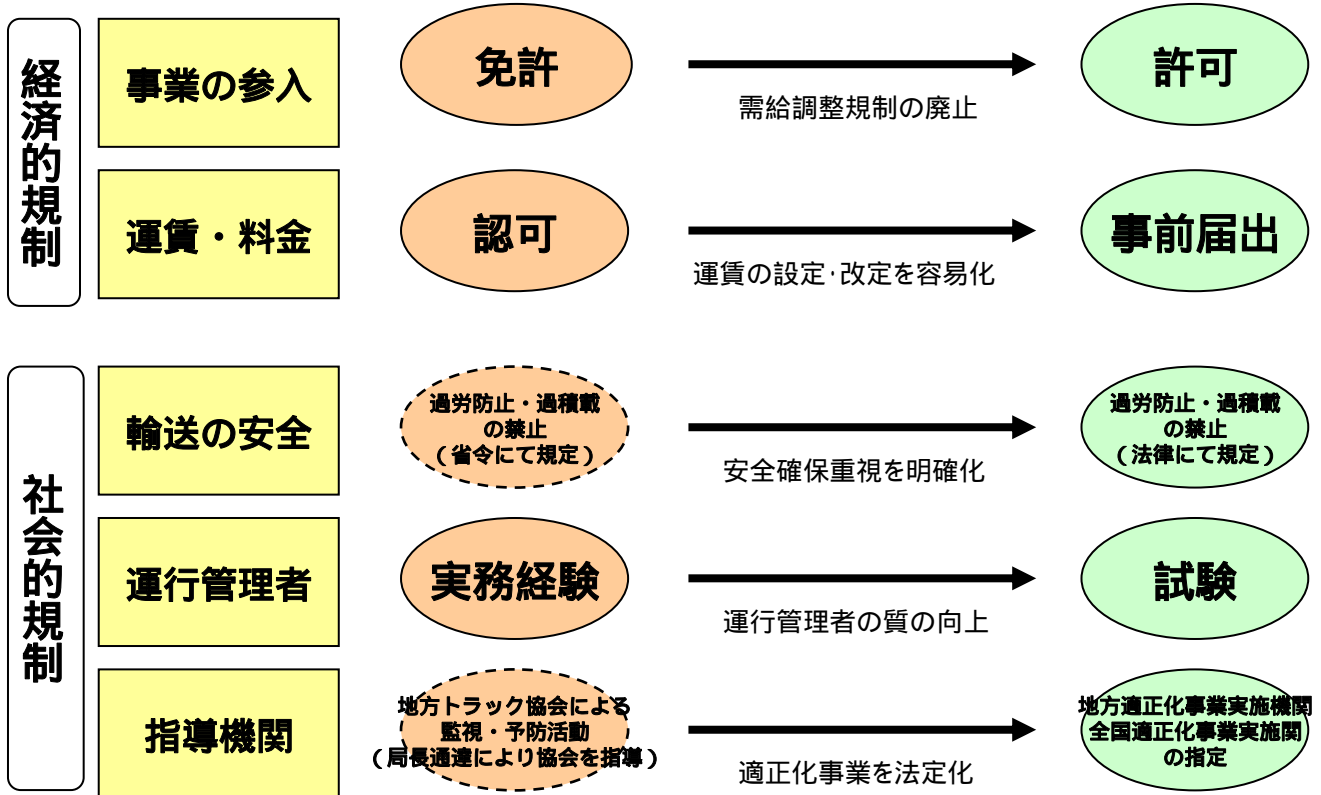 経済的規制
事業の参入
免許
需給調整規制の廃止
許可
運賃・料金
認可
運賃の設定・改定を容易化
事前届出
社会的規制
輸送の安全
過労防止・過積載
の禁止
（省令にて規定）
安全確保重視を明確化
過労防止・過積載
の禁止
（法律にて規定）
運行管理者
実務経験
運行管理者の質の向上
試験
指導機関
地方トラック協会による
監視・予防活動
（局長通達により協会を指導）
適正化事業を法定化
地方適正化事業実施機関
全国適正化事業実施関
の指定